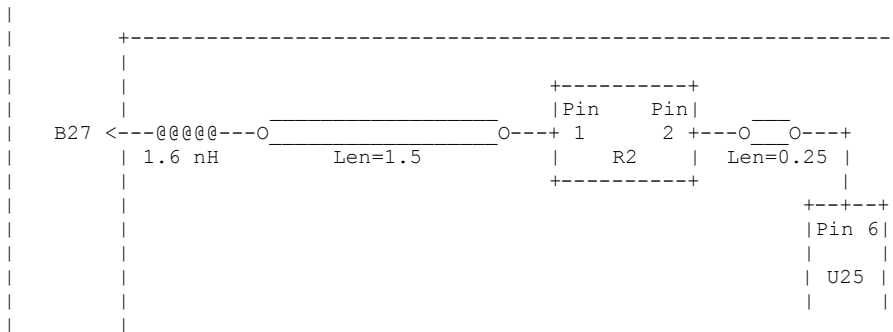 Pin Pin
B27 <---@@@@@---O O---+ 1 2 +---O O---+
1.6 nH Len=1.5 R2 Len=0.25
Pin 6
U25